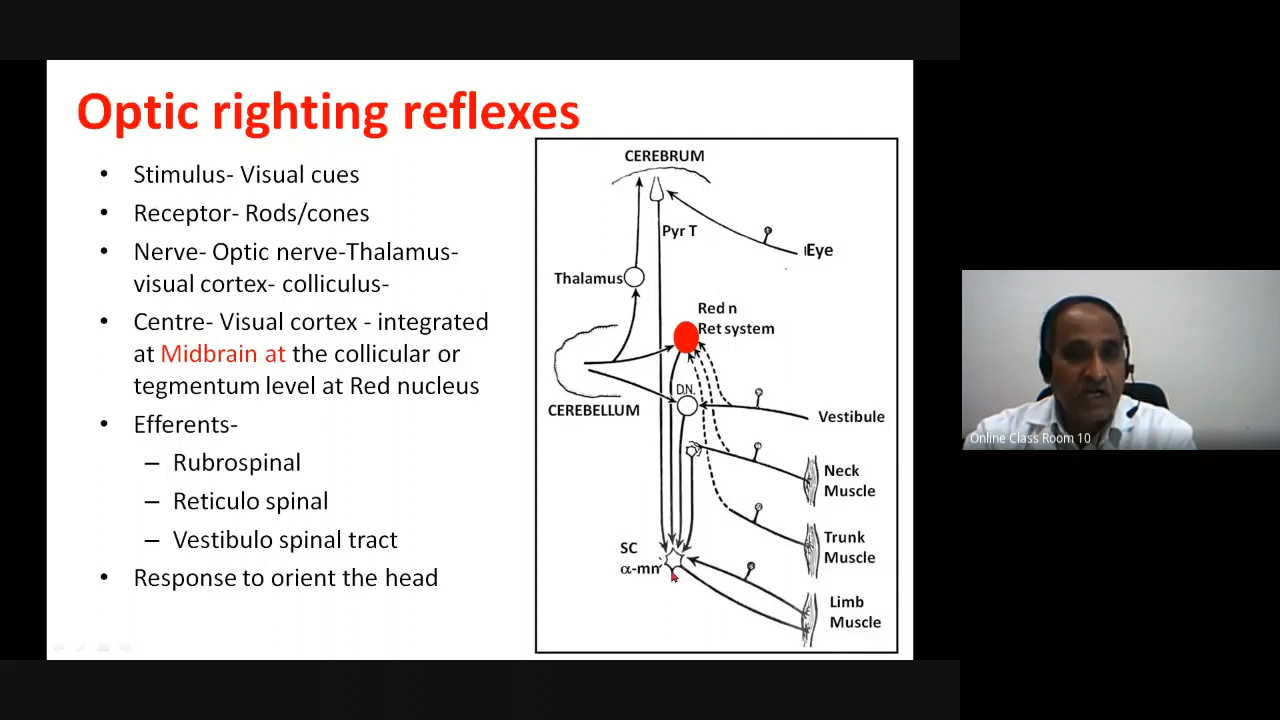 Optic righting reflexes
• Stimulus- Visual cues
• Receptor- Rods/cones
• Nerve- Optic nerve-Thalamus-
visual cortex- colliculus-
• Centre- Visual cortex - integrated
at Midbrain at the collicular or
tegmentum level at Red nucleus
• Efferents-
– Rubrospinal
– Reticulo spinal
– Vestibulo spinal tract
• Response to orient the head
CEREBRUM
Pyr T
Eye
Thalamus
Red n
Ret system
D.N.
CEREBELLUM
Vestibule
Neck
Muscle
Trunk
Muscle
SC
α-mn
Limb
Muscle
Online Class Room 10